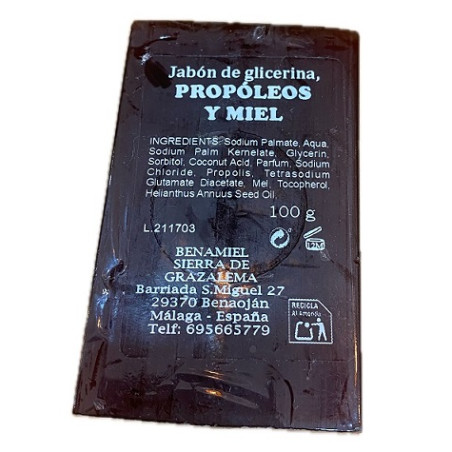 Jabón de glicerina,
PROPÓLEOS
Y MIEL
INGREDIENTS: Sodium Palmate, Aqua,
Sodium Palm Kernelate, Glycerin,
Sorbitol, Coconut Acid, Parfum, Sodium
Chloride, Propolis, Tetrasodium
Glutamate Diacetate, Mel, Tocopherol,
Helianthus Annuus Seed Oil,
100 g
L.211703
12M
BENAMIEL
SIERRA DE
GRAZALEMA
Barriada S.Miguel 27
29370 Benaoján
Málaga - España
Telf: 695665779
RECICLA